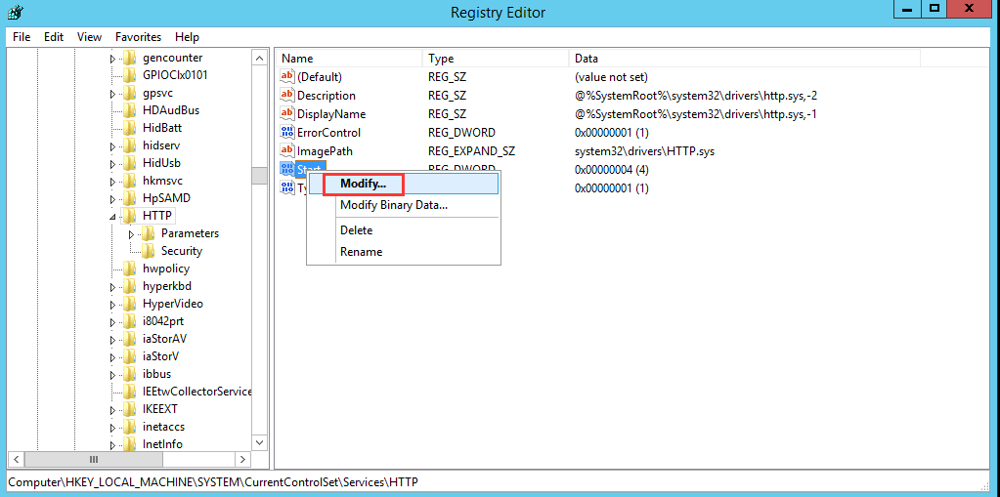 Registry Editor
File Edit View Favorites Help
gencounter
GPIOClx0101
gpsvc
HDAudBus
HidBatt
hidserv
HidUsb
hkmsvc
HpSAMD
HTTP
Parameters
Security
hwpolicy
hyperkbd
HyperVideo
i8042prt
iaStorAV
iaStorV
ibbus
IEEtwCollectorService
IKEEXT
inetaccs
InetInfo
Name Type Data
(Default) REG_SZ (value not set)
Description REG_SZ @%SystemRoot%\system32\drivers\http.sys,-2
DisplayName REG_SZ @%SystemRoot%\system32\drivers\http.sys,-1
ErrorControl REG_DWORD 0x00000001 (1)
ImagePath REG_EXPAND_SZ system32\drivers\HTTP.sys
Start REG_DWORD 0x00000004 (4)
0x00000001 (1)
Modify...
Modify Binary Data...
Delete
Rename
Computer\HKEY_LOCAL_MACHINE\SYSTEM\CurrentControlSet\Services\HTTP